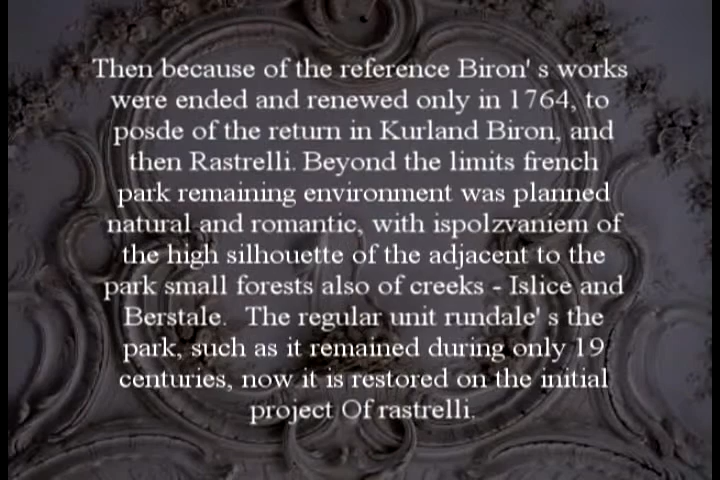 Then because of the reference Biron' s works
were ended and renewed only in 1764, to
posde of the return in Kurland Biron, and
then Rastrelli. Beyond the limits french
park remaining environment was planned
natural and romantic, with ispolzvaniem of
the high silhouette of the adjacent to the
park small forests also of creeks - Islice and
Berstale.  The regular unit rundale' s the
park, such as it remained during only 19
centuries, now it is restored on the initial
project Of rastrelli.